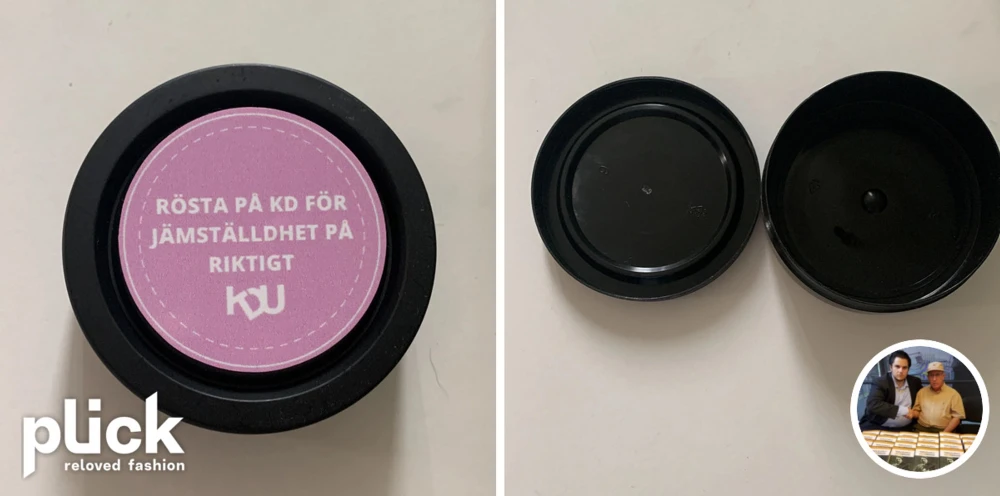 RÖSTA PÅ KD FÖR
JÄMSTÄLLDHET PÅ
RIKTIGT
KDU
plick
reloved fashion